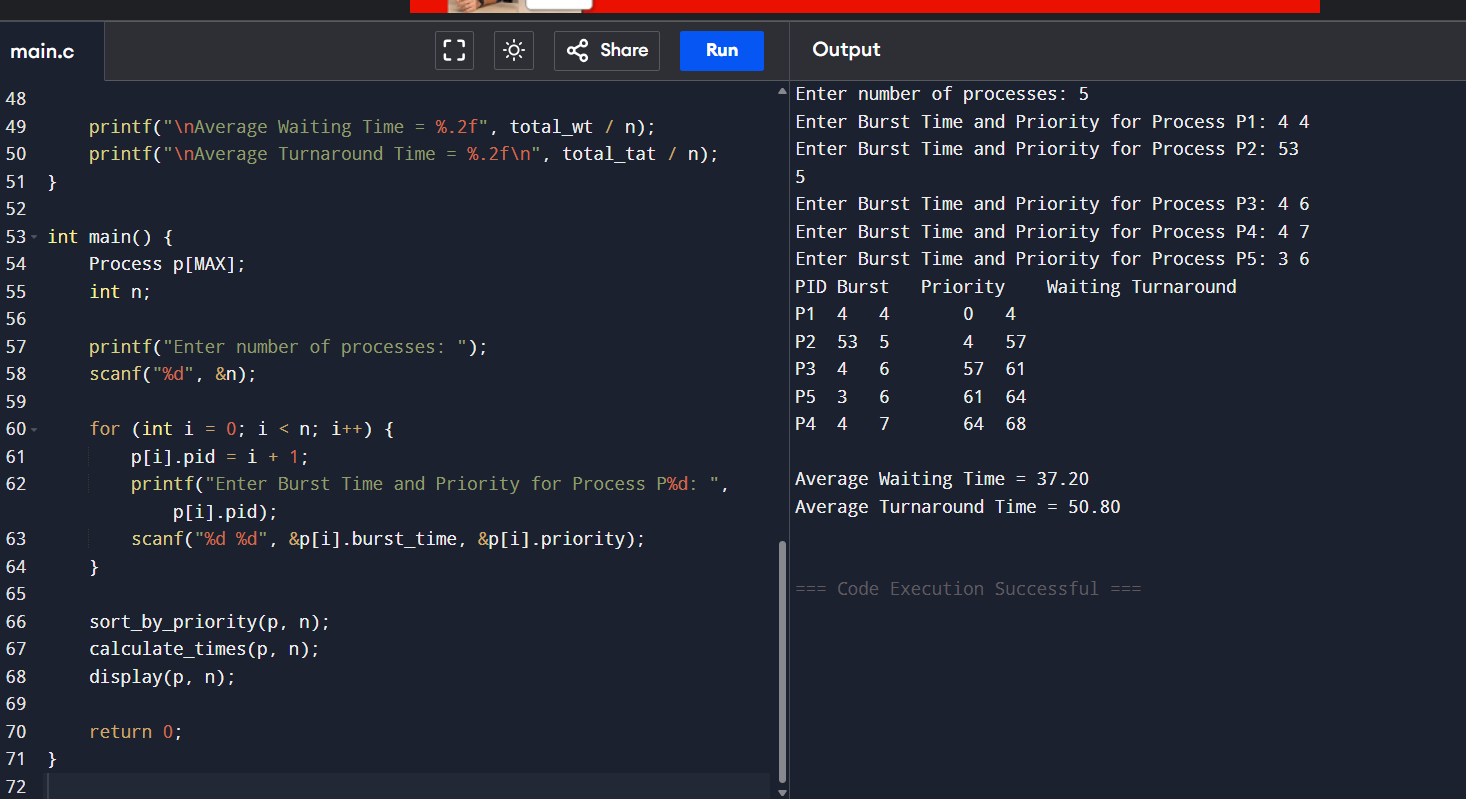 main.c
Share
Run
Output
48
49     printf("\nAverage Waiting Time = %.2f", total_wt / n);
50     printf("\nAverage Turnaround Time = %.2f\n", total_tat / n);
51 }
52
53 int main() {
54     Process p[MAX];
55     int n;
56
57     printf("Enter number of processes: ");
58     scanf("%d", &n);
59
60     for (int i = 0; i < n; i++) {
61         p[i].pid = i + 1;
62         printf("Enter Burst Time and Priority for Process P%d: ",
            p[i].pid);
63         scanf("%d %d", &p[i].burst_time, &p[i].priority);
64     }
65
66     sort_by_priority(p, n);
67     calculate_times(p, n);
68     display(p, n);
69
70     return 0;
71 }
72
Enter number of processes: 5
Enter Burst Time and Priority for Process P1: 4 4
Enter Burst Time and Priority for Process P2: 53
5
Enter Burst Time and Priority for Process P3: 4 6
Enter Burst Time and Priority for Process P4: 4 7
Enter Burst Time and Priority for Process P5: 3 6
PID Burst   Priority    Waiting Turnaround
P1  4   4       0   4
P2  53  5       4   57
P3  4   6       57  61
P5  3   6       61  64
P4  4   7       64  68

Average Waiting Time = 37.20
Average Turnaround Time = 50.80

=== Code Execution Successful ===